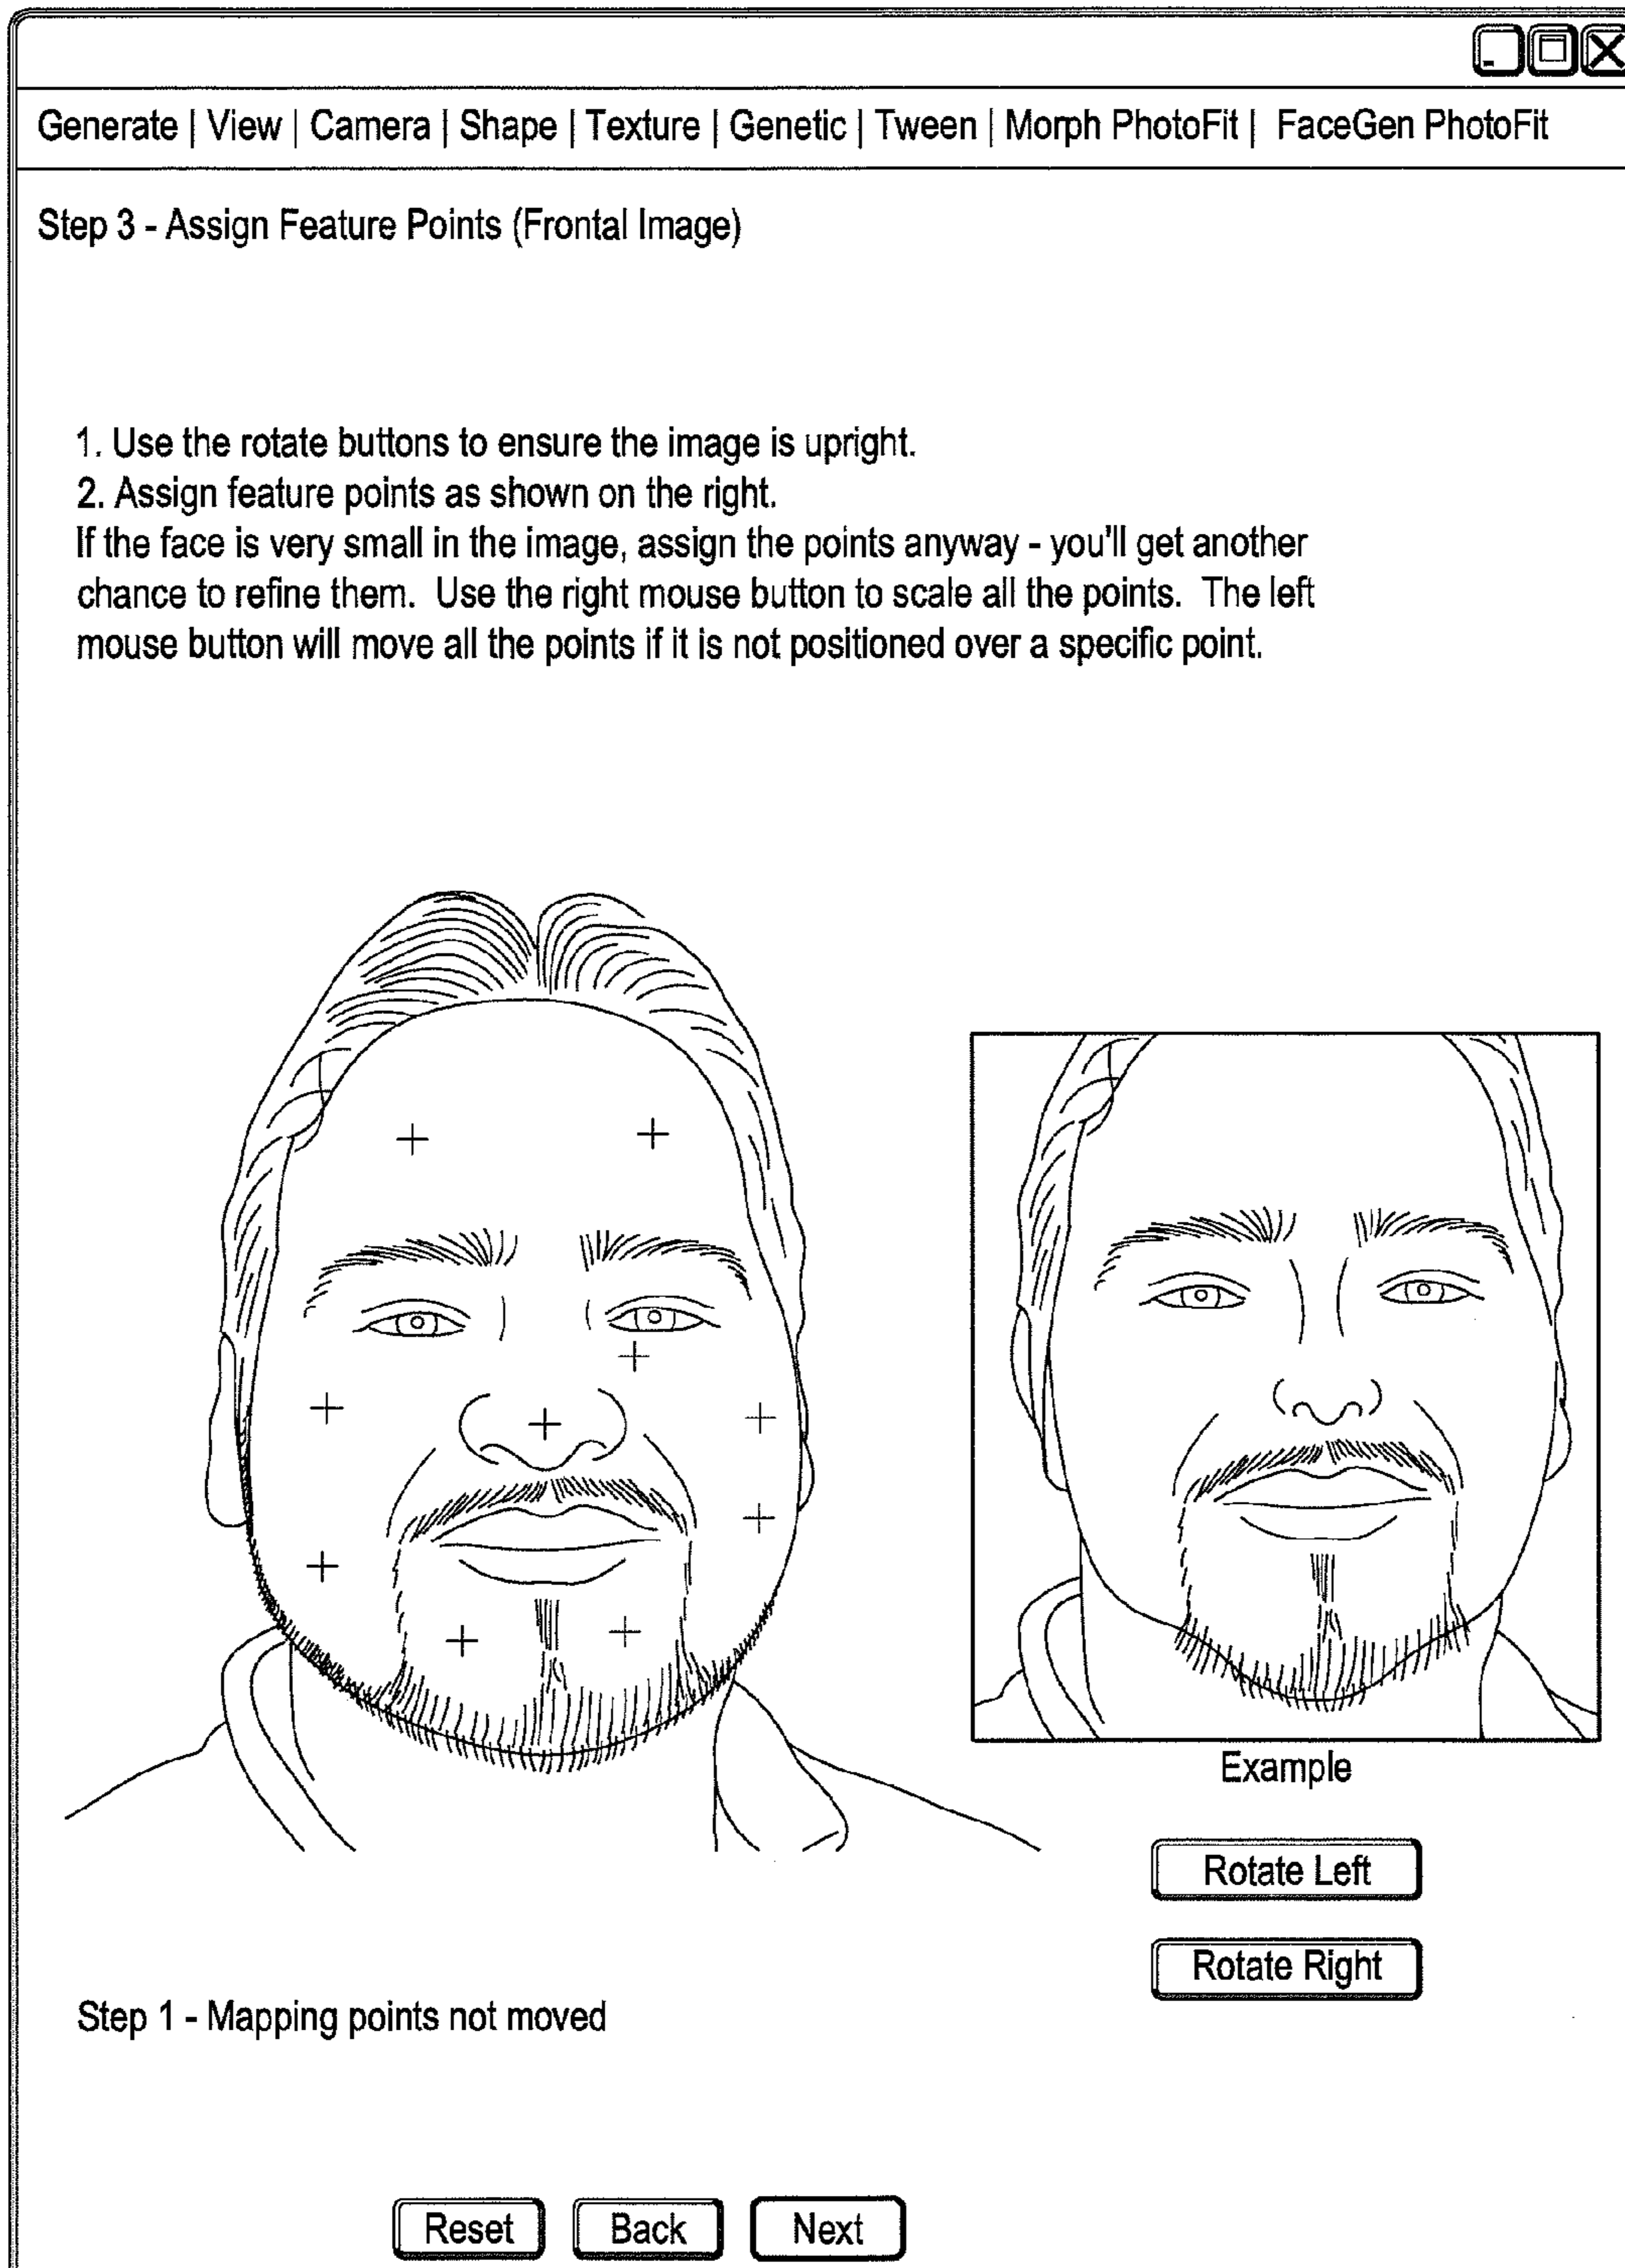 Generate | View | Camera | Shape | Texture | Genetic | Tween | Morph PhotoFit | FaceGen PhotoFit
Step 3 - Assign Feature Points (Frontal Image)
1. Use the rotate buttons to ensure the image is upright.
2. Assign feature points as shown on the right.
If the face is very small in the image, assign the points anyway - you'll get another
chance to refine them. Use the right mouse button to scale all the points. The left
mouse button will move all the points if it is not positioned over a specific point.
Example
Rotate Left
Rotate Right
Step 1 - Mapping points not moved
Reset
Back
Next